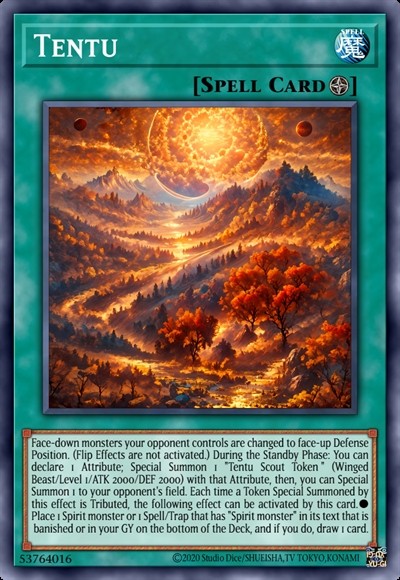 Tentu
SPELL
魔
[Spell Card]
Face-down monsters your opponent controls are changed to face-up Defense
Position. (Flip Effects are not activated.) During the Standby Phase: You can
declare 1 Attribute; Special Summon 1 "Tentu Scout Token" (Winged
Beast/Level 1/ATK 2000/DEF 2000) with that Attribute, then, you can Special
Summon 1 to your opponent's field. Each time a Token Special Summoned by
this effect is Tributed, the following effect can be activated by this card.●
Place 1 Spirit monster or 1 Spell/Trap that has "Spirit monster" in its text that is
banished or in your GY on the bottom of the Deck, and if you do, draw 1 card.
53764016
©2020 Studio Dice/SHUEISHA,TV TOKYO,KONAMI